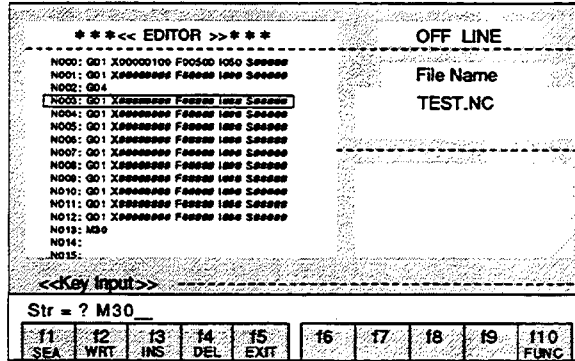 ***<< EDITOR >>***
OFF LINE
N000: G01 X00000100 F00500 I050 S######
N001: G01 X######## F##### I### S######
N002: G04
N003: G01 X######## F##### I### S######
N004: G01 X######## F##### I### S######
N005: G01 X######## F##### I### S######
N006: G01 X######## F##### I### S######
N007: G01 X######## F##### I### S######
N008: G01 X######## F##### I### S######
N009: G01 X######## F##### I### S######
N010: G01 X######## F##### I### S######
N011: G01 X######## F##### I### S######
N012: G01 X######## F##### I### S######
N013: M30
N014:
N015:
File Name
TEST.NC
<<Key Input>>
Str = ? M30__
f1 f2 f3 f4 f5 f6 f7 f8 f9 f10
SEA WRT INS DEL EXIT FUNC